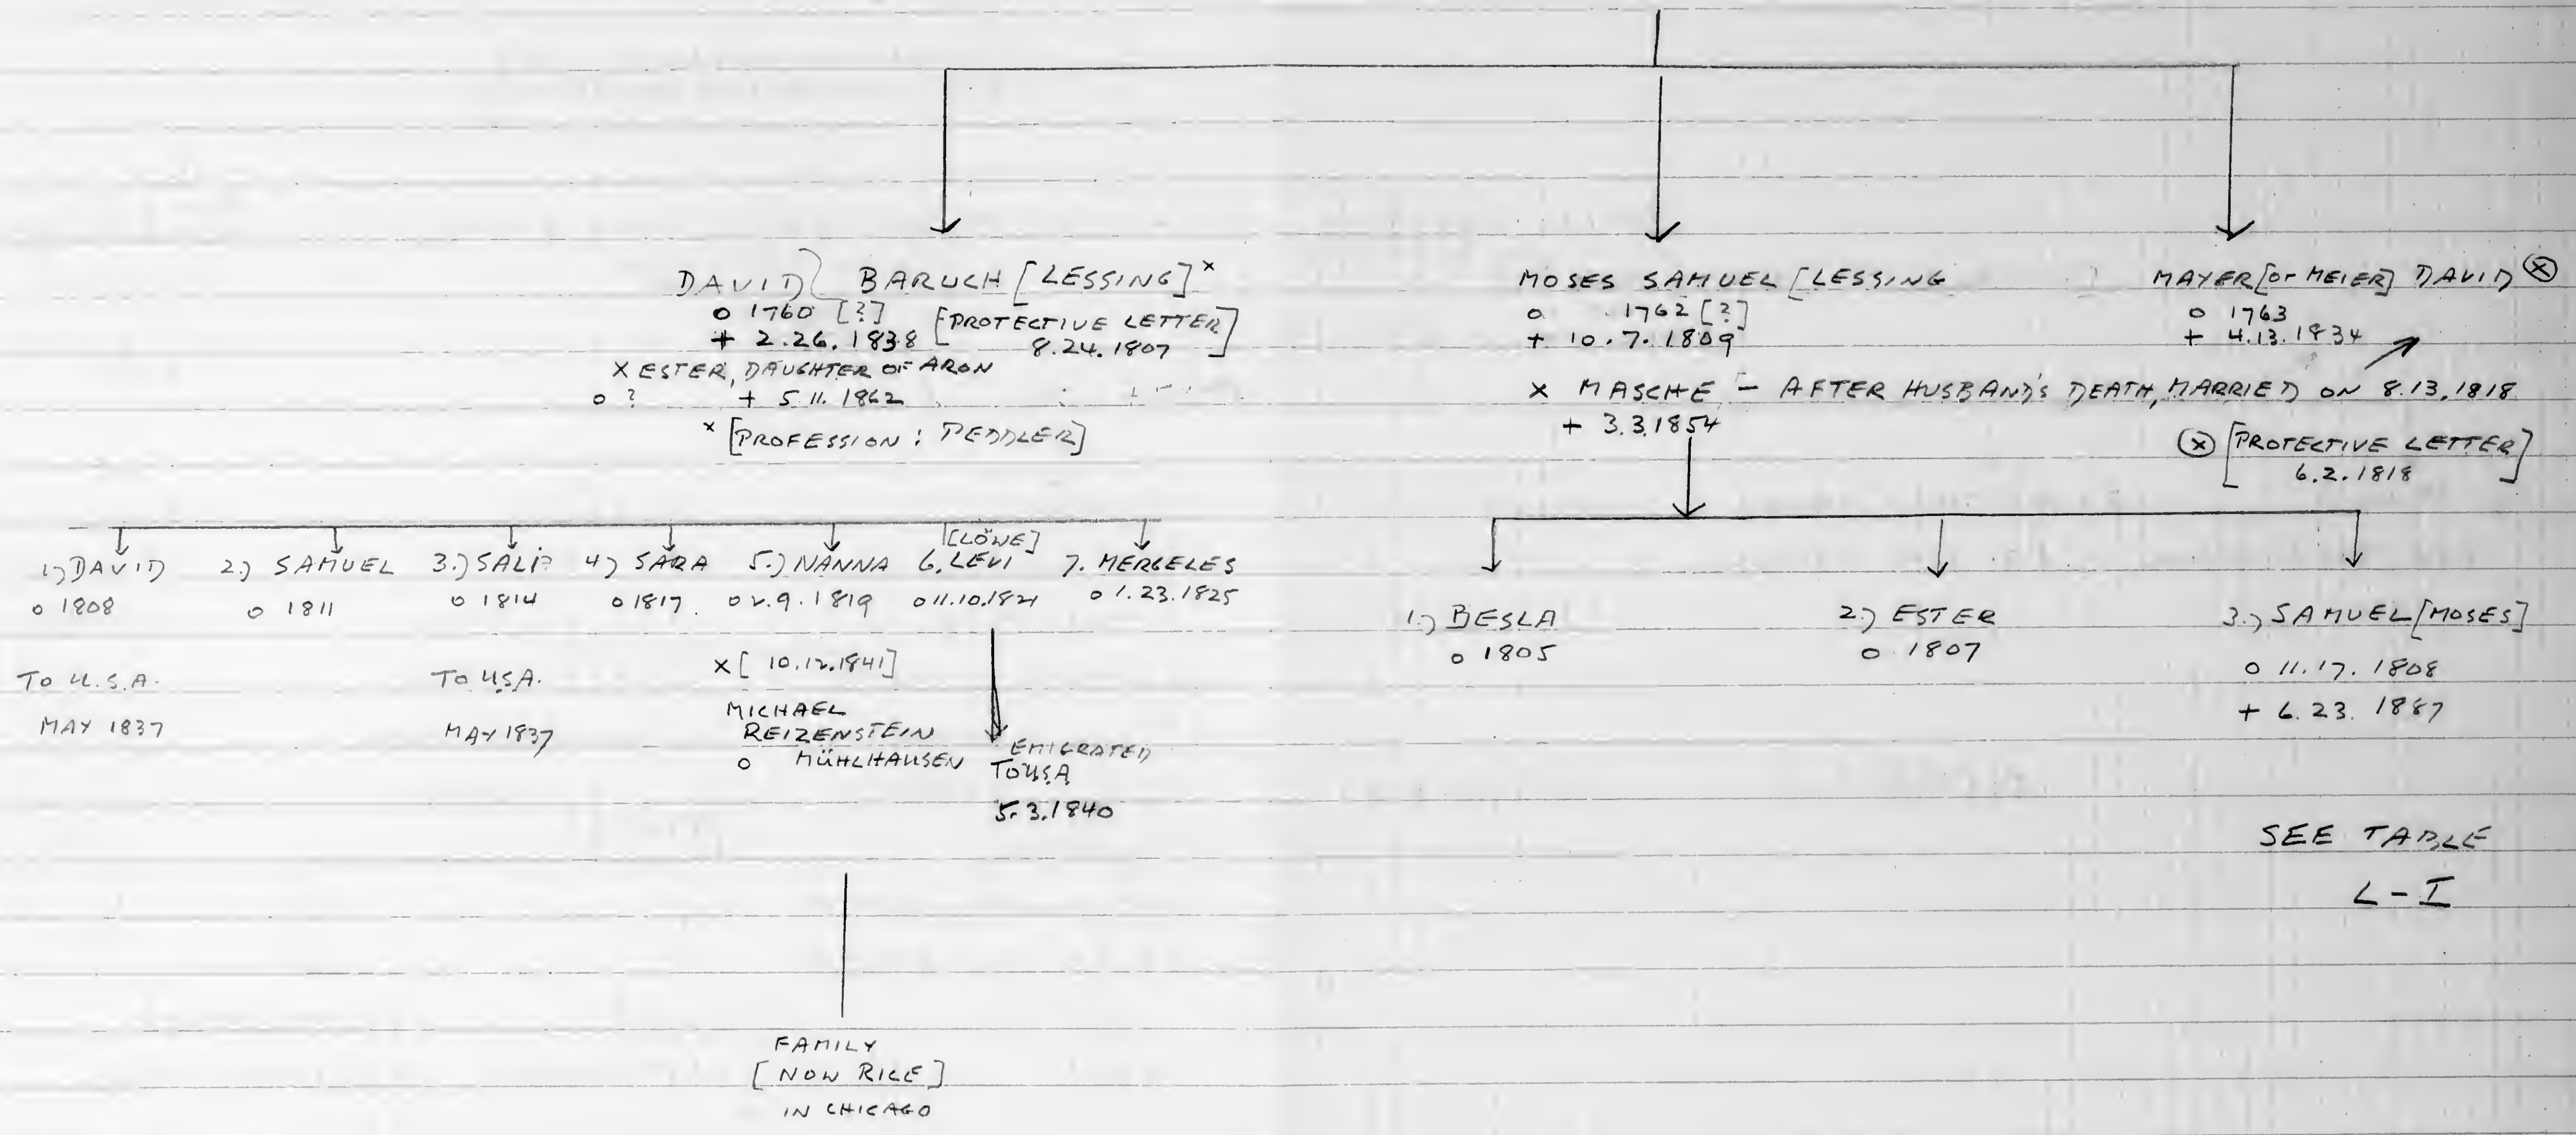 DAVID BARUCH [LESSING] x
o 1760 [?] [PROTECTIVE LETTER]
+ 2.26.1838 8.24.1807
X ESTER, DAUGHTER OF ARON
o ? + 5.11.1862
x [PROFESSION: PEDDLER]
MOSES SAMUEL [LESSING
o 1762 [?]
+ 10.7.1809
X MASCHE - AFTER HUSBAND'S DEATH, MARRIED ON 8.13.1818
+ 3.3.1854
MAYER [or MEIER] DAVID ⓧ
o 1763
+ 4.13.1834
ⓧ [PROTECTIVE LETTER]
6.2.1818
1.) DAVID
o 1808
TO U.S.A.
MAY 1837
2.) SAMUEL
o 1811
3.)
o 1814
TO U.S.A.
MAY 1837
4.) SARA
o 1817
5.) NANNA
1819
X [10.12.1841]
MICHAEL
REIZENSTEIN
o MÜHLHAUSEN
FAMILY
[NOW RICE]
IN CHICAGO
[LÖWE]
6. LEVI
o 11.10.1821
EMIGRATED
TO U.S.A
5.3.1840
7. MERGELES
o 1.23.1825
1.) BESLA
o 1805
2.) ESTER
o 1807
3.) SAMUEL [MOSES]
o 11.17.1808
+ 6.23.1887
SEE TABLE
L-I